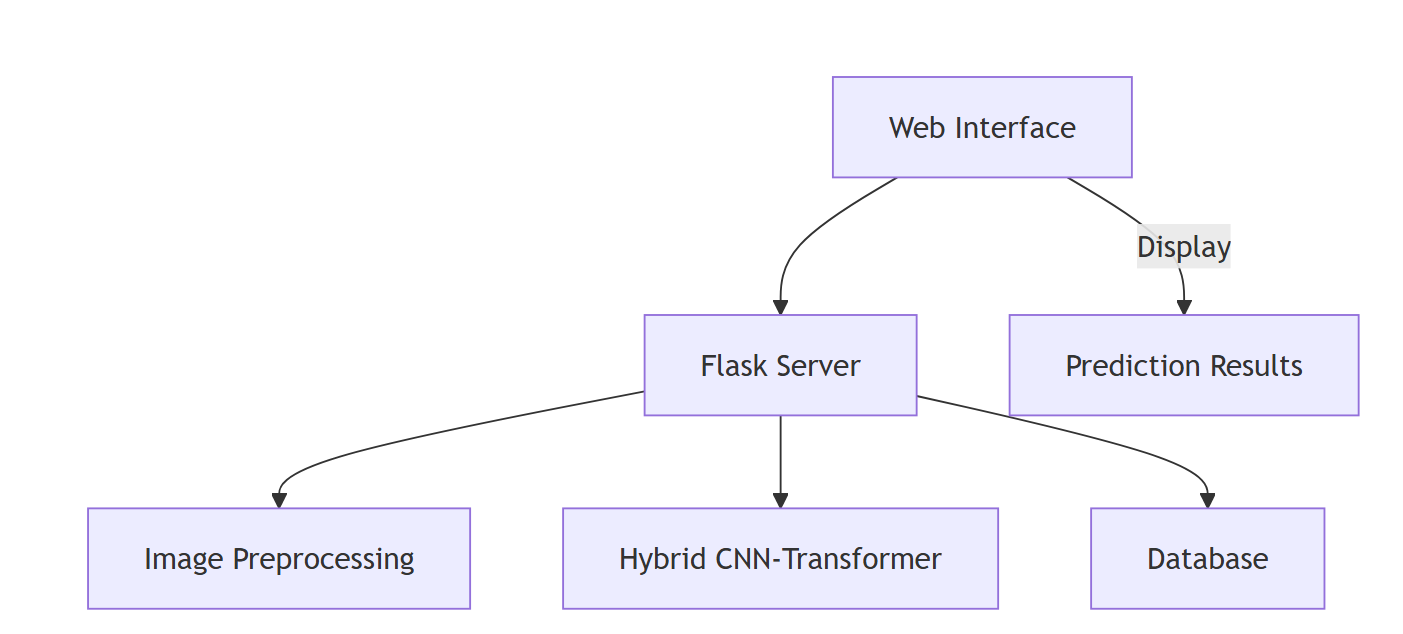 Web Interface
Display
Flask Server
Prediction Results
Image Preprocessing
Hybrid CNN-Transformer
Database